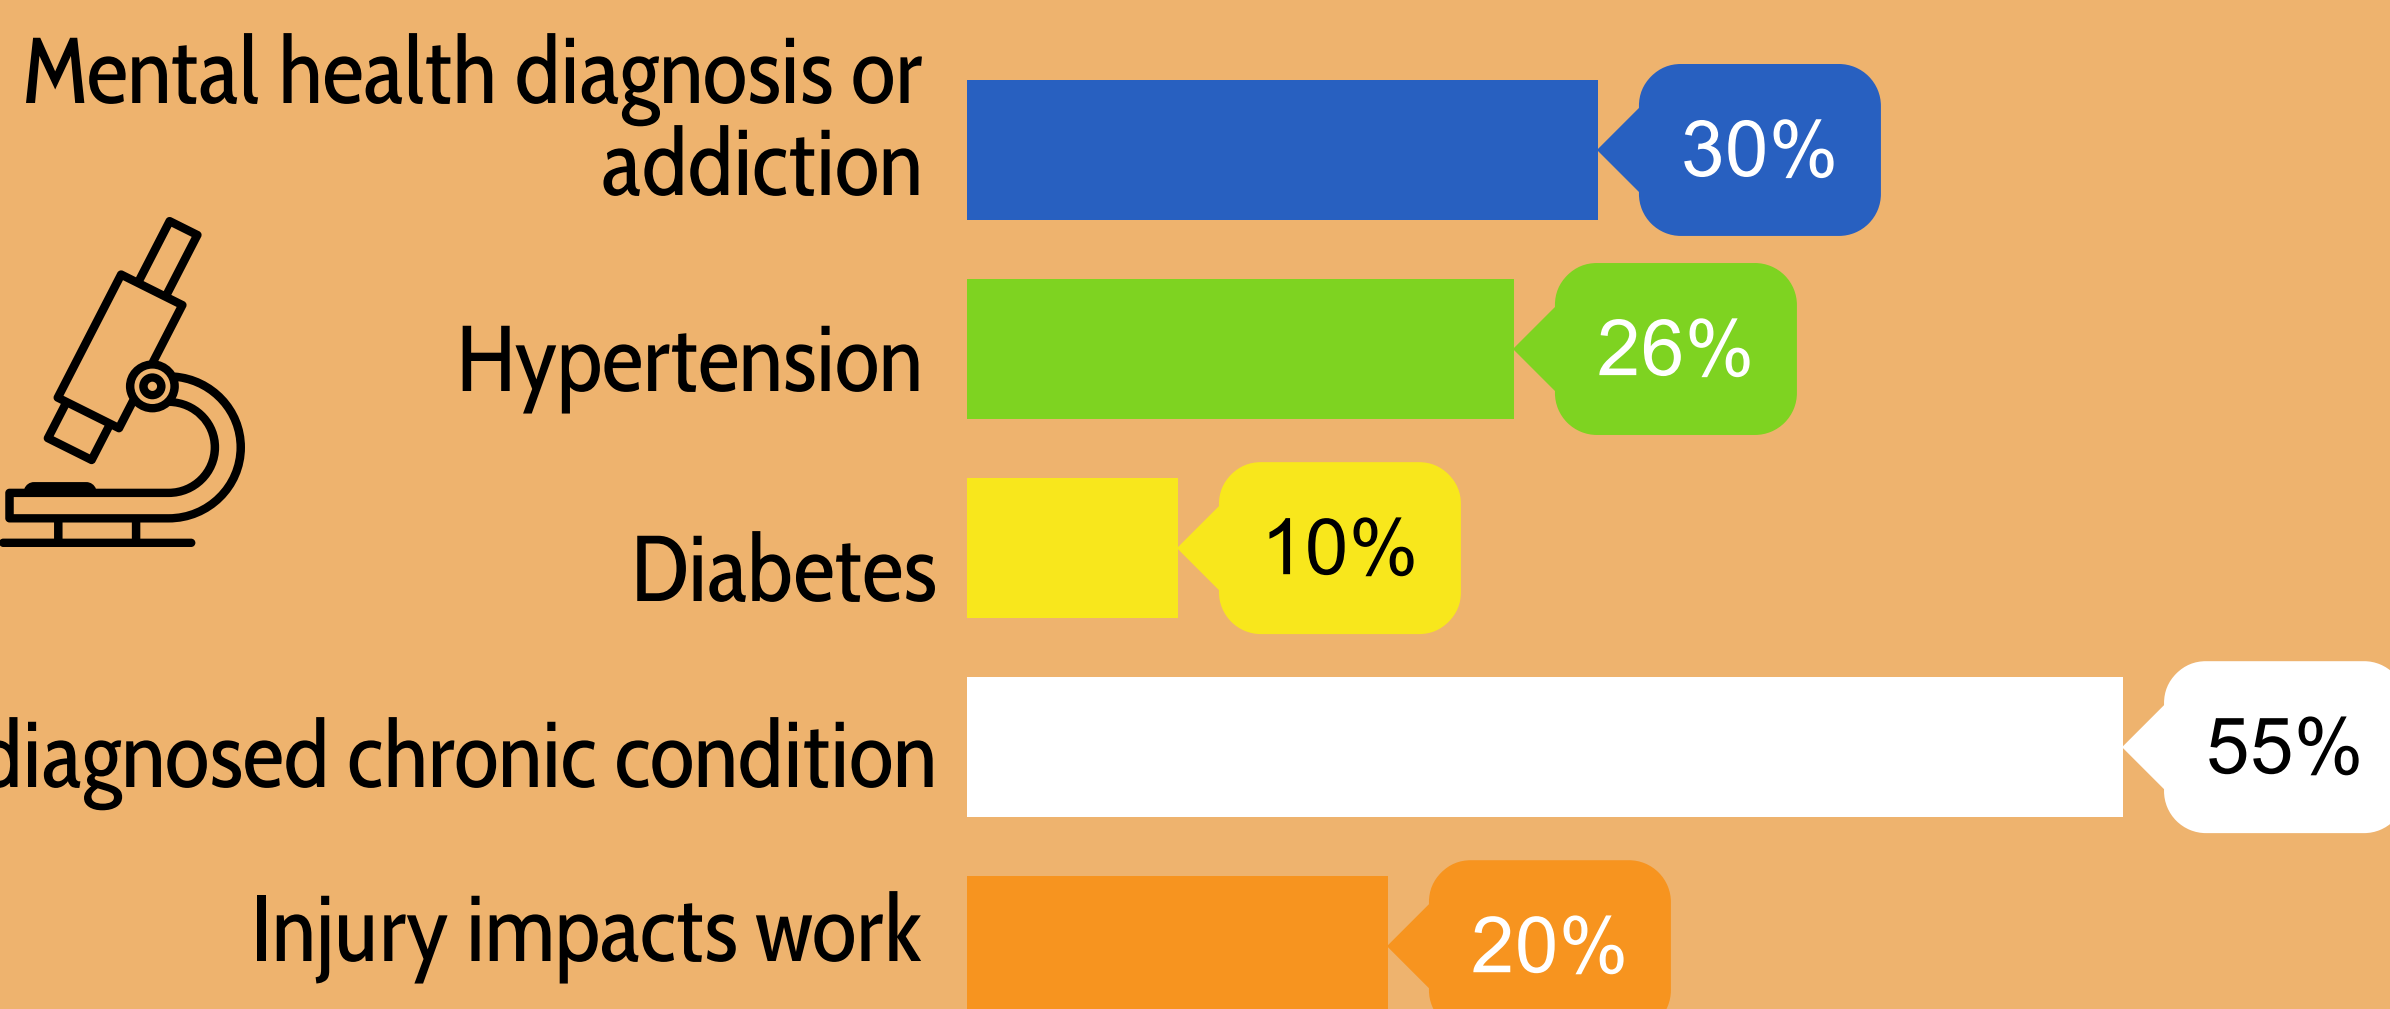 Mental health diagnosis or
addiction
30%
Hypertension
26%
Diabetes
10%
diagnosed chronic condition
55%
Injury impacts work
20%